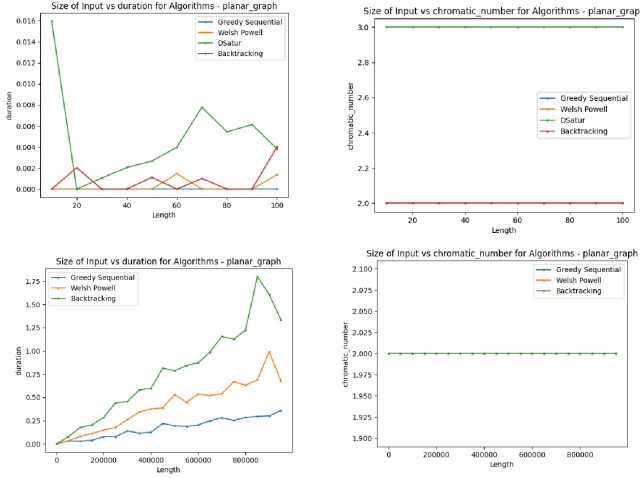 Size of Input vs duration for Algorithms - planar_graph
0.016
0.014
0.012
0.010
0.008
0.006
0.004
0.002
0.000
duration
Greedy Sequential
Welsh Powell
DSatur
Backtracking
20
40
60
80
100
Length
Size of Input vs chromatic_number for Algorithms - planar_grap
3.0
2.8
2.6
2.4
2.2
2.0
chromatic_number
Greedy Sequential
Welsh Powell
DSatur
Backtracking
20
40
60
80
100
Length
Size of Input vs duration for Algorithms - planar_graph
1.75
1.50
1.25
1.00
0.75
0.50
0.25
0.00
duration
Greedy Sequential
Welsh Powell
Backtracking
0
200000
400000
600000
800000
Length
Size of Input vs chromatic_number for Algorithms - planar_graph
2.100
2.075
2.050
2.025
2.000
1.975
1.950
1.925
1.900
chromatic_number
Greedy Sequential
Welsh Powell
Backtracking
0
200000
400000
600000
800000
Length